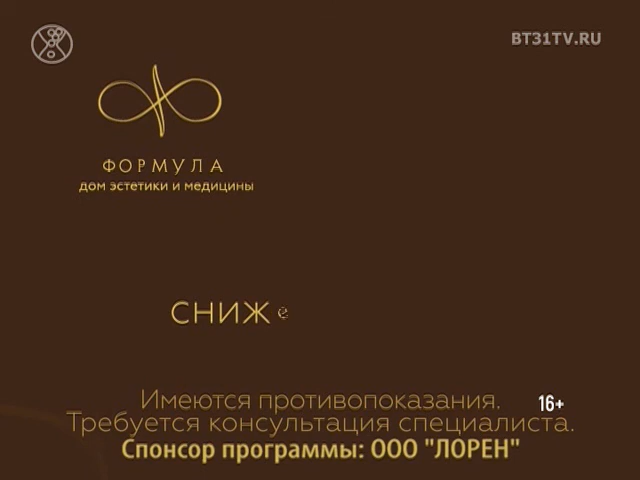 BT31TV.RU
ФОРМУЛА
дом эстетики и медицины
СНИЖ
Имеются противопоказания.
16+
Требуется консультация специалиста.
Спонсор программы: ООО "ЛОРЕН"